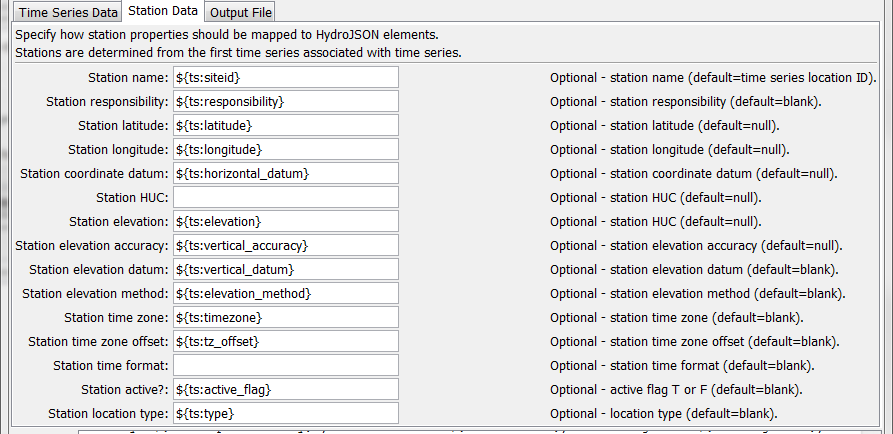 Time Series Data Station Data Output File
Specify how station properties should be mapped to HydroJSON elements.
Stations are determined from the first time series associated with time series.
Station name: ${ts:siteid} Optional - station name (default=time series location ID).
Station responsibility: ${ts:responsibility} Optional - station responsibility (default=blank).
Station latitude: ${ts:latitude} Optional - station latitude (default=null).
Station longitude: ${ts:longitude} Optional - station longitude (default=null).
Station coordinate datum: ${ts:horizontal_datum} Optional - station coordinate datum (default=null).
Station HUC: Optional - station HUC (default=null).
Station elevation: ${ts:elevation} Optional - station HUC (default=null).
Station elevation accuracy: ${ts:vertical_accuracy} Optional - station elevation accuracy (default=null).
Station elevation datum: ${ts:vertical_datum} Optional - station elevation datum (default=blank).
Station elevation method: ${ts:elevation_method} Optional - station elevation method (default=blank).
Station time zone: ${ts:timezone} Optional - station time zone (default=blank).
Station time zone offset: ${ts:tz_offset} Optional - station time zone offset (default=blank).
Station time format: Optional - station time format (default=blank).
Station active?: ${ts:active_flag} Optional - active flag T or F (default=blank).
Station location type: ${ts:type} Optional - location type (default=blank).